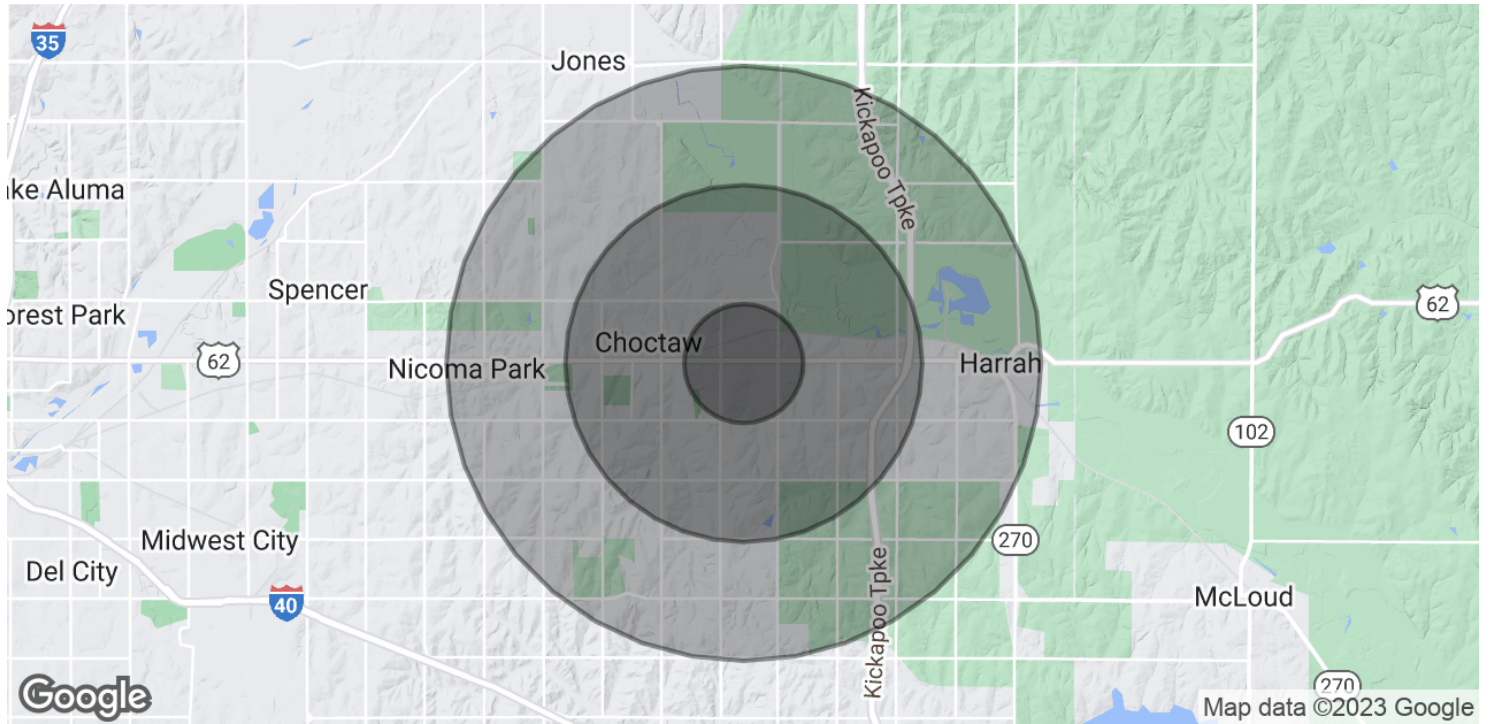 35
Jones
Kickapoo Tpke
ke Aluma
Spencer
orest Park
62
62
Choctaw
Nicoma Park
Harrah
102
Midwest City
270
Del City
40
McLoud
Kickapoo Tpke
270
Google
Map data ©2023 Google